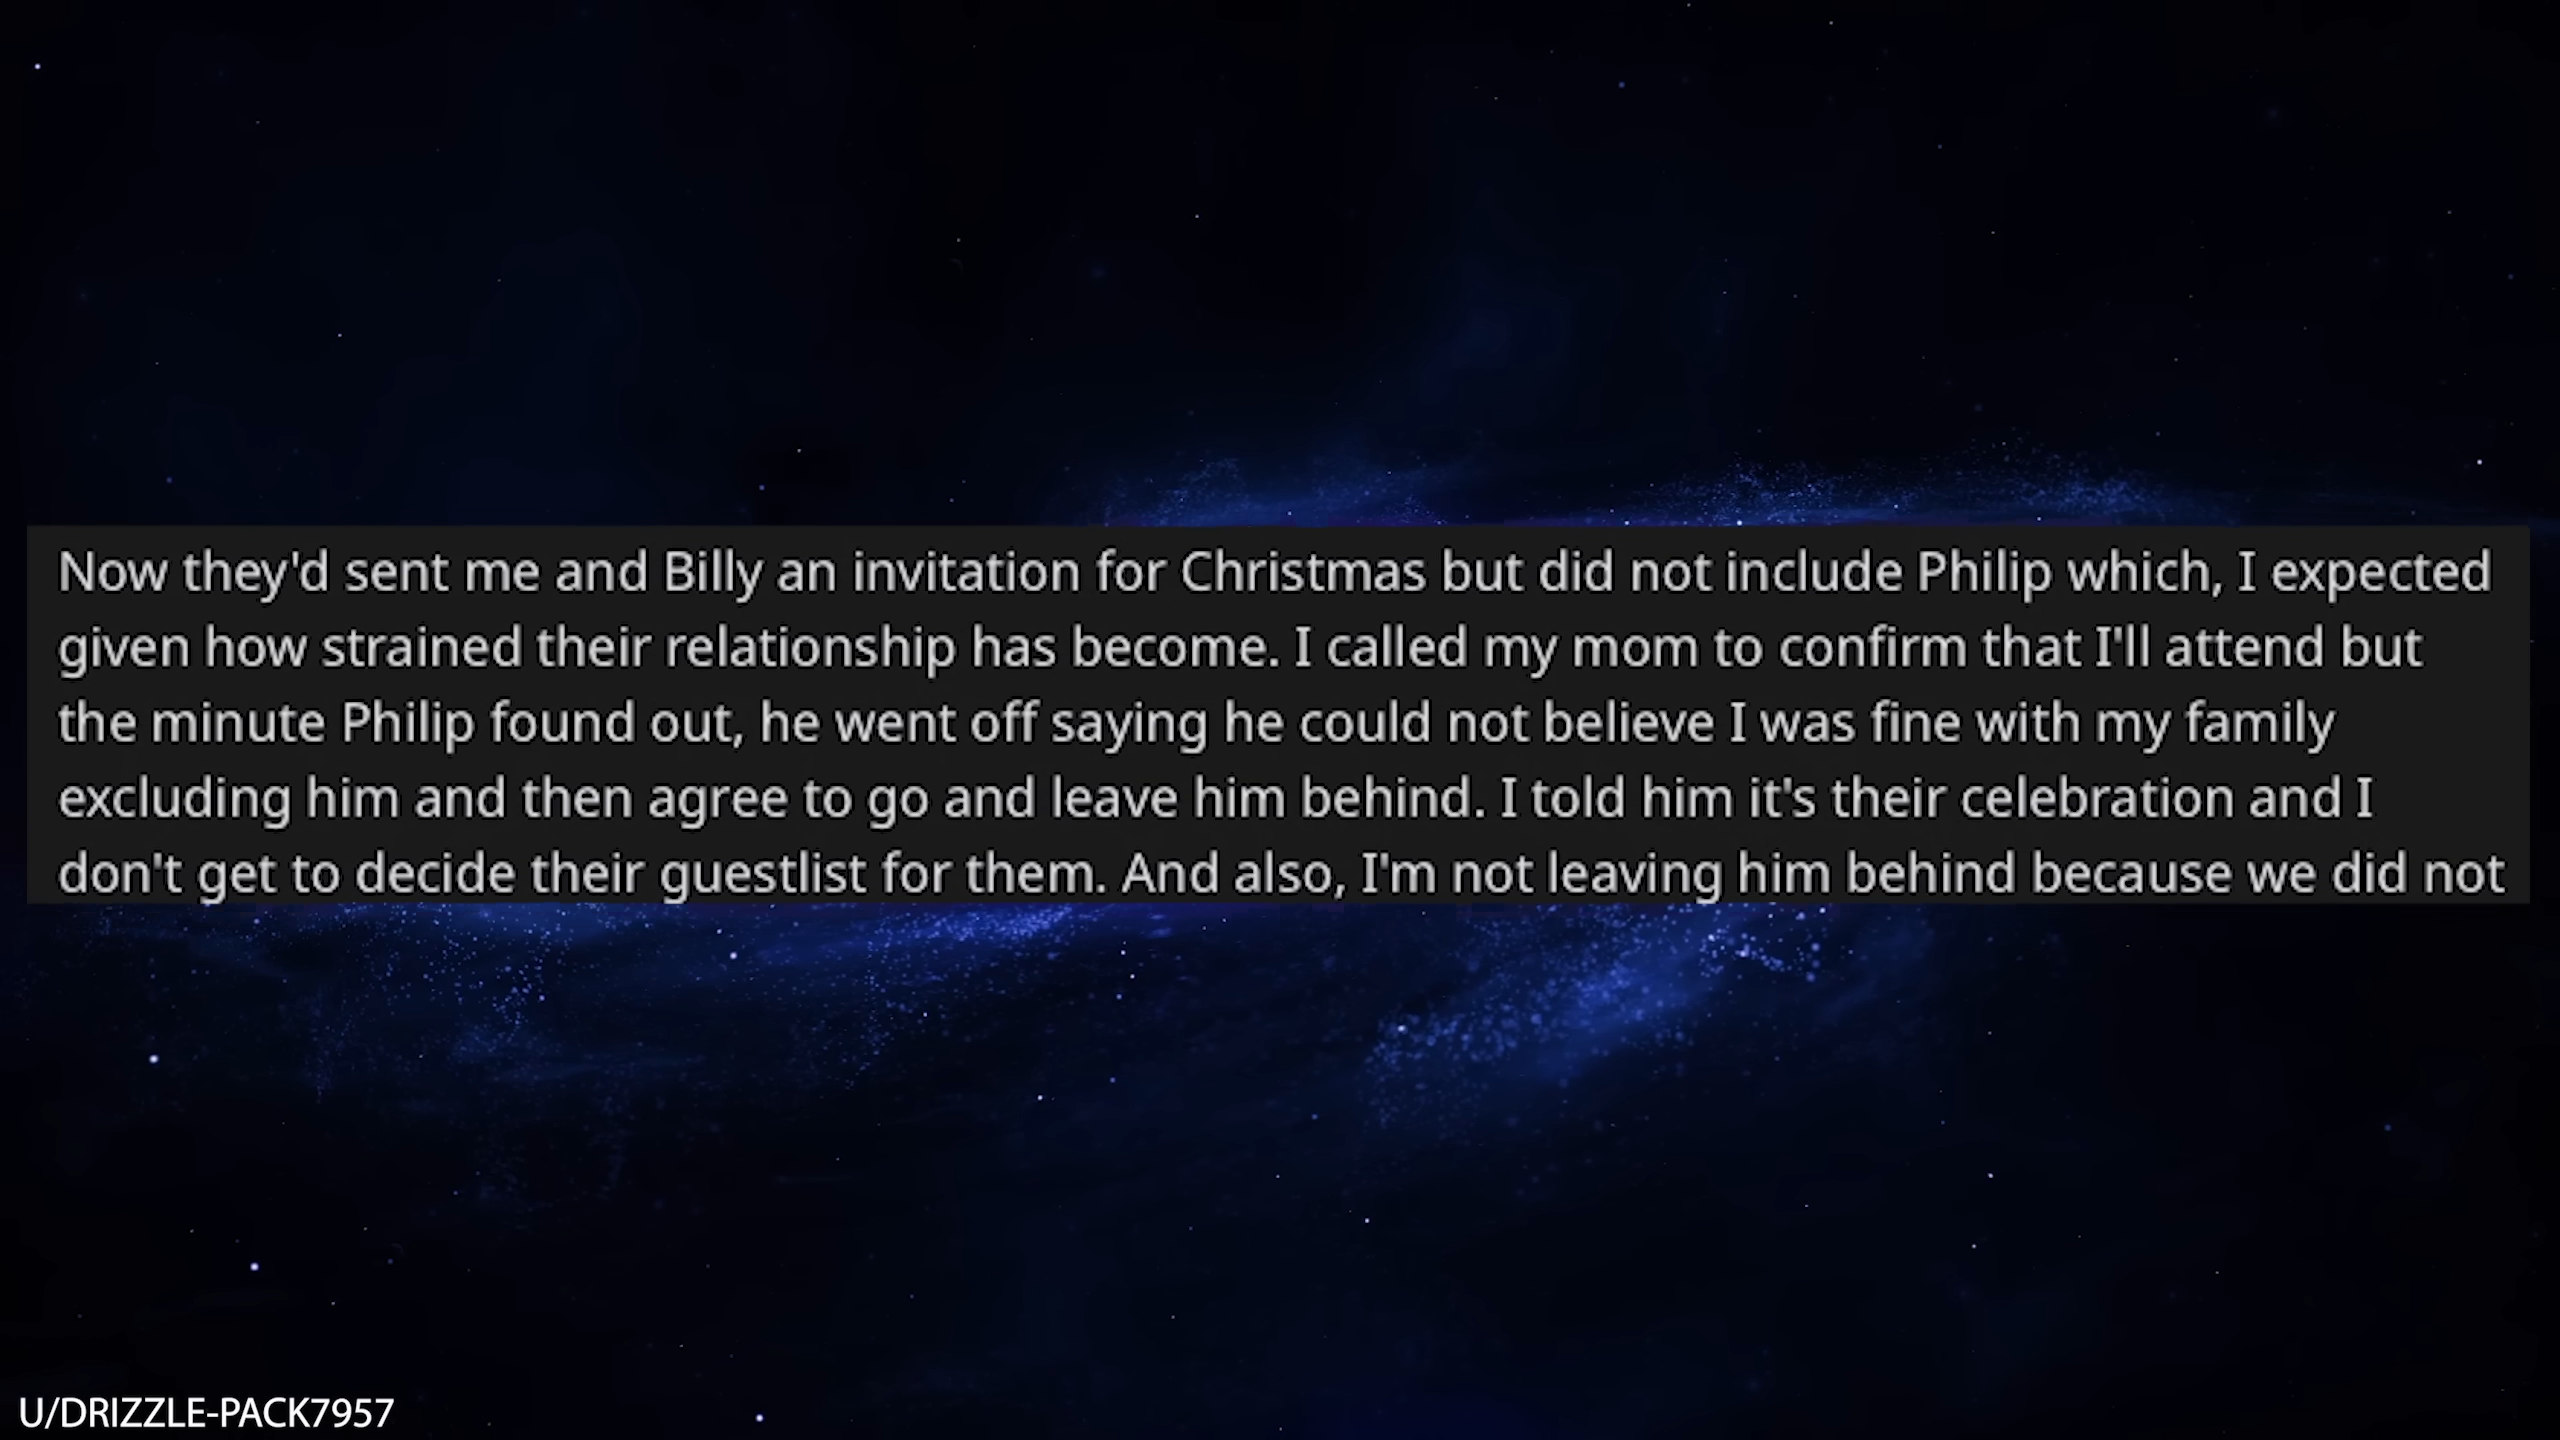 Now they'd sent me and Billy an invitation for Christmas but did not include Philip which, I expected
given how strained their relationship has become. I called my mom to confirm that I'll attend but
the minute Philip found out, he went off saying he could not believe I was fine with my family
excluding him and then agree to go and leave him behind. I told him it's their celebration and I
don't get to decide their guestlist for them. And also, I'm not leaving him behind because we did not
U/DRIZZLE-PACK7957